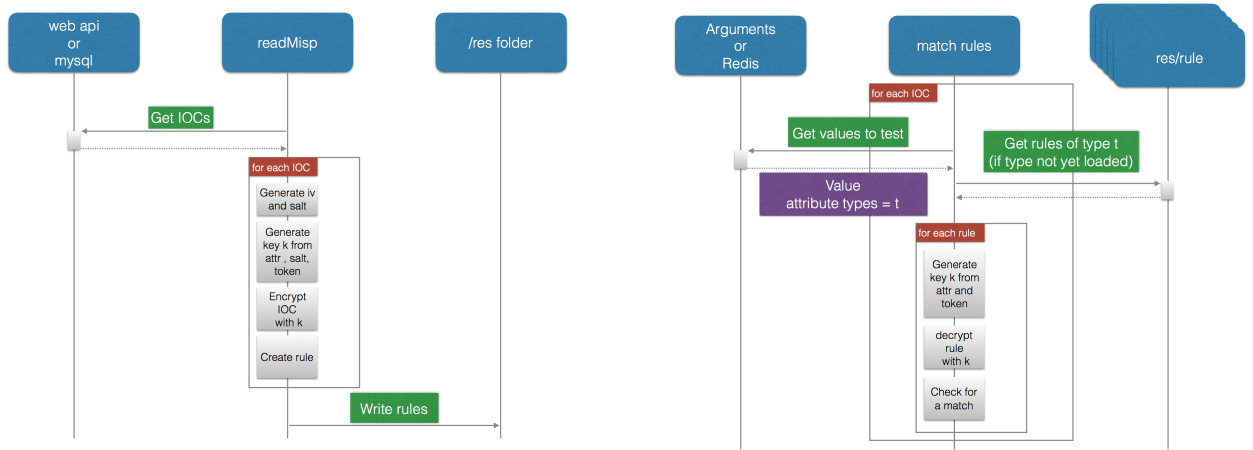 web api
or
mysql
readMisp
/res folder
Get IOCs
for each IOC
Generate iv
and salt
Generate
key k from
attr , salt,
token
Encrypt
IOC
with k
Create rule
Write rules
Arguments
or
Redis
match rules
res/rule
for each IOC
Get values to test
Get rules of type t
(if type not yet loaded)
Value
attribute types = t
for each rule
Generate
key k from
attr and
token
decrypt
rule
with k
Check for
a match